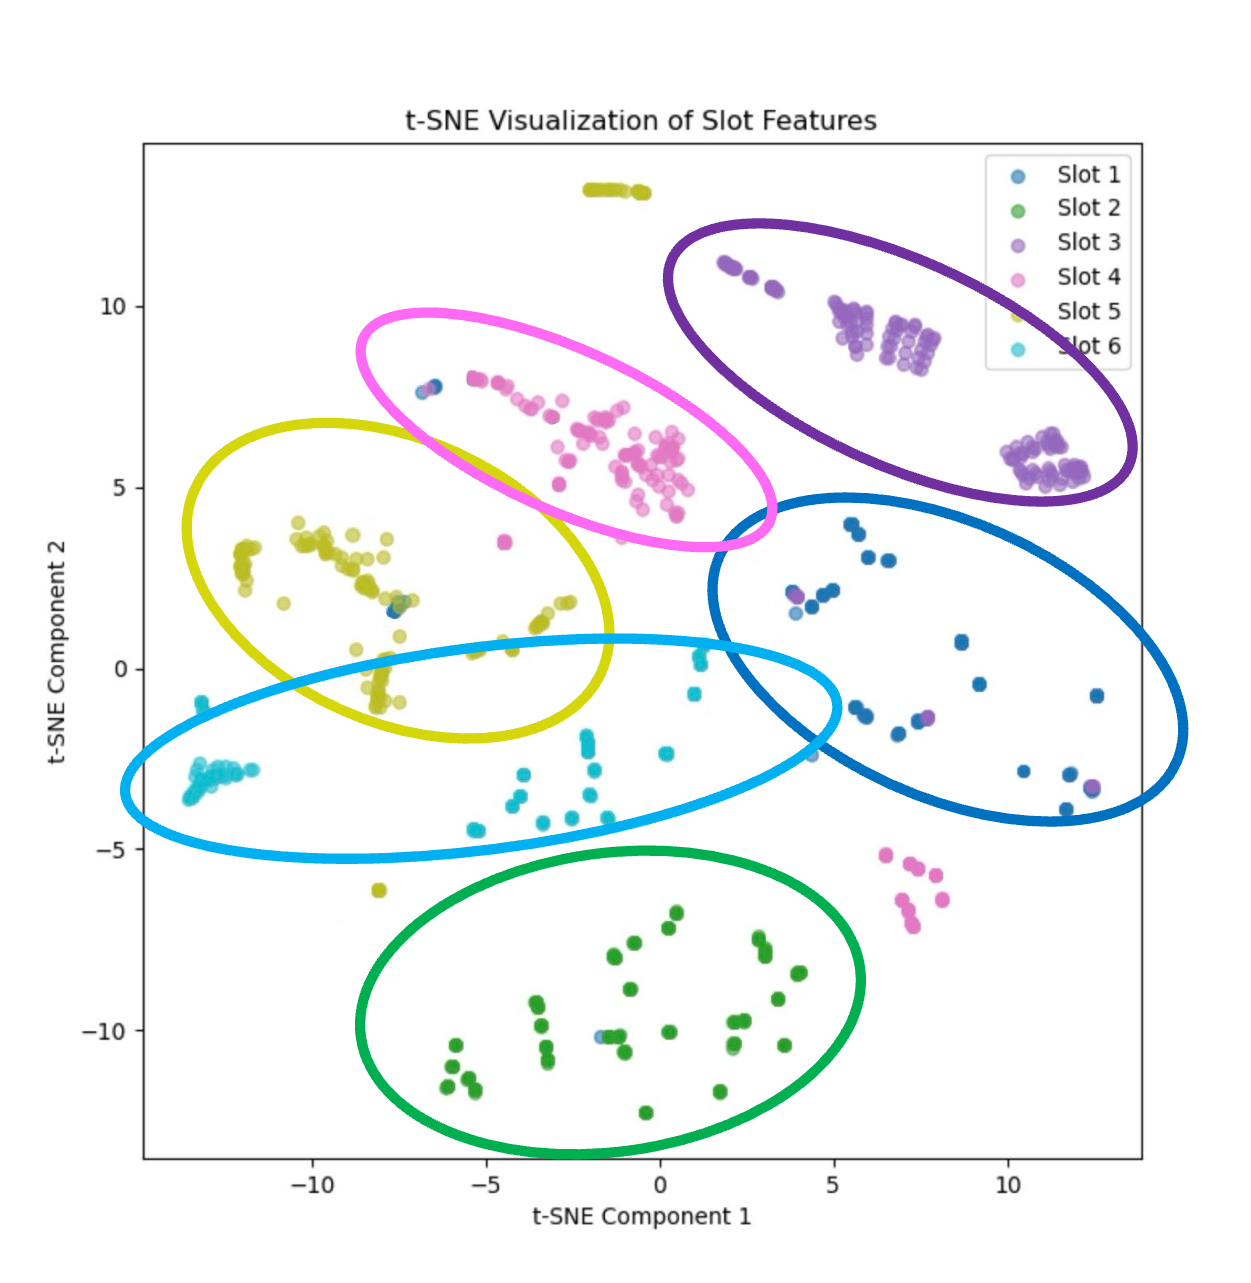 t-SNE Visualization of Slot Features
Slot 1
Slot 2
Slot 3
Slot 4
Slot 5
Slot 6
10
5
0
−5
−10
t-SNE Component 2
−10
−5
0
5
10
t-SNE Component 1